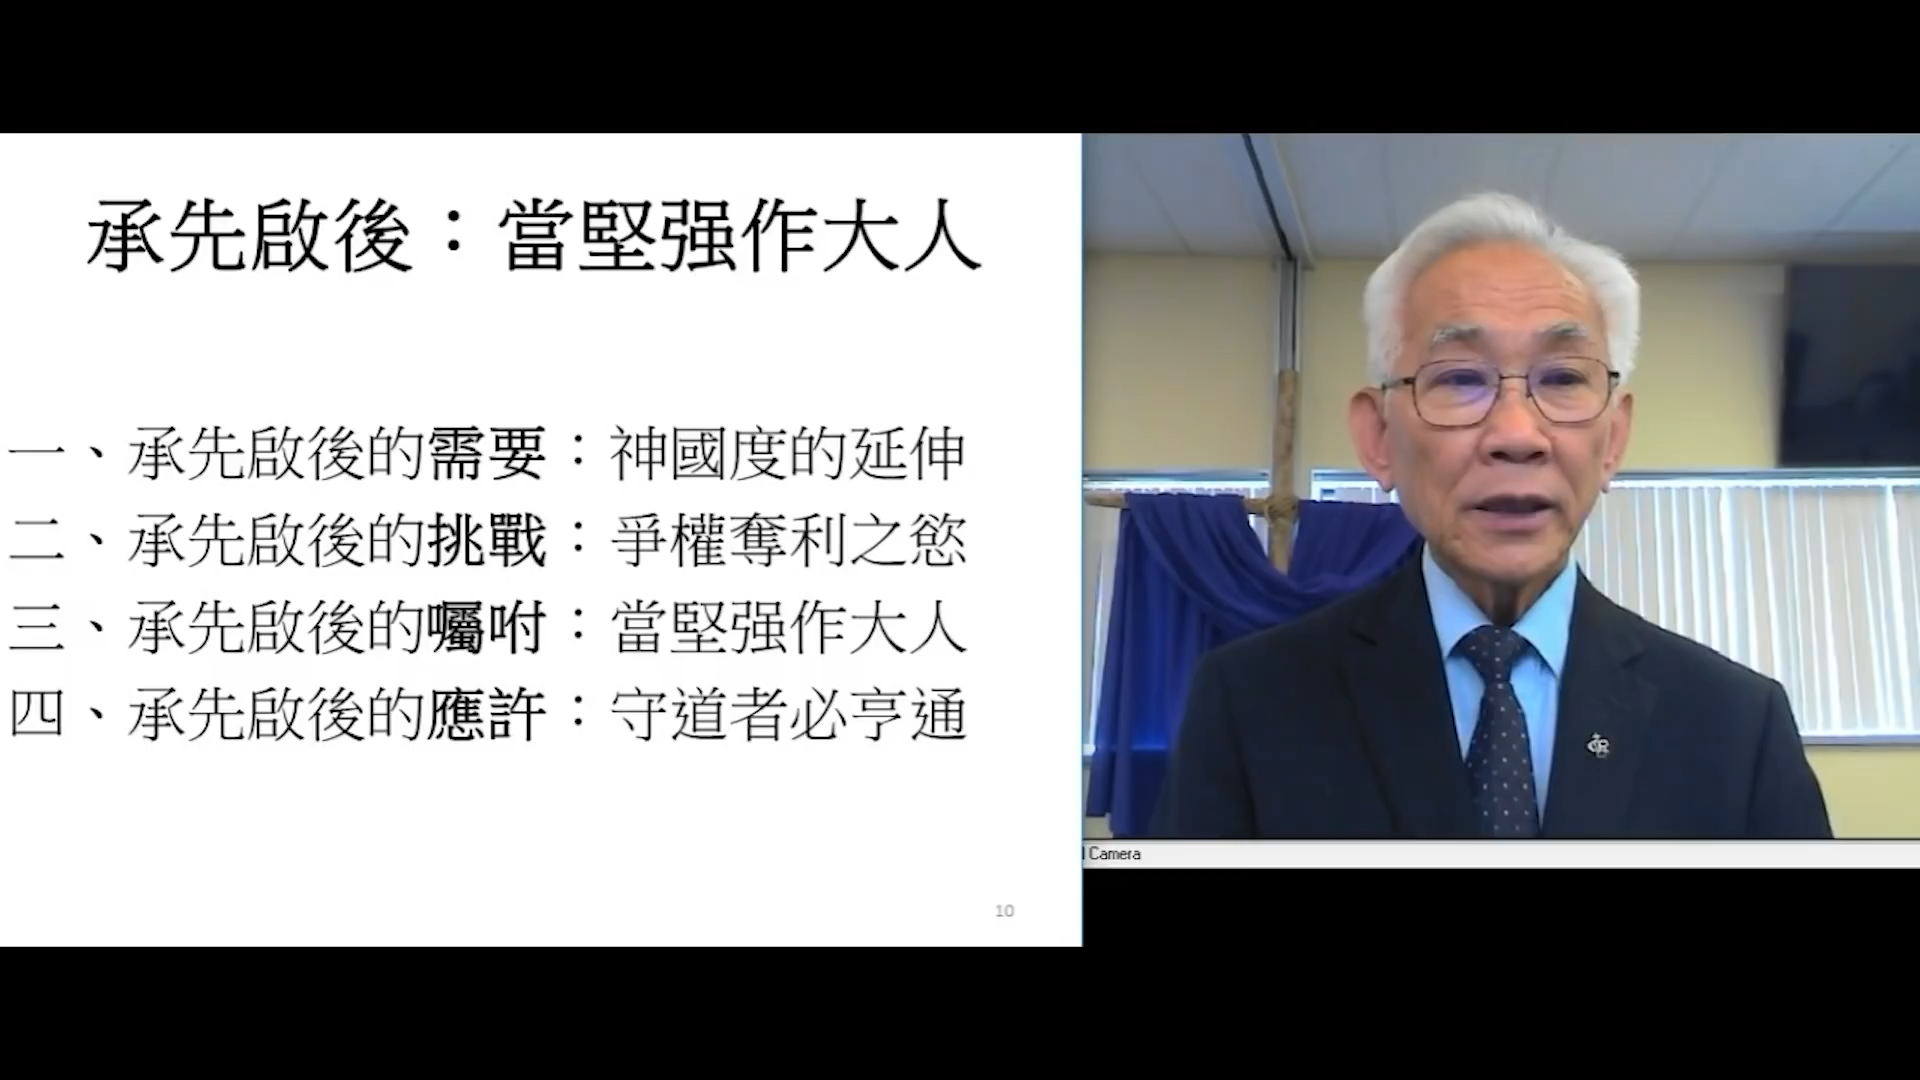 承先啟後：當堅强作大人
一、承先啟後的需要：神國度的延伸
二、承先啟後的挑戰：爭權奪利之慾
三、承先啟後的囑咐：當堅强作大人
四、承先啟後的應許：守道者必亨通
10
Camera